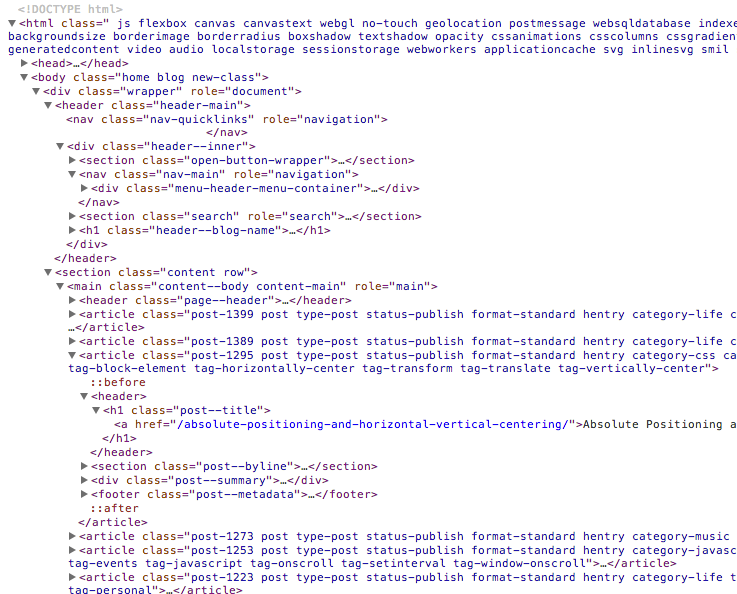 <!DOCTYPE html>
▼<html class=" js flexbox canvas canvastext webgl no-touch geolocation postmessage websqldatabase indexe
backgroundsize borderimage borderradius boxshadow textshadow opacity cssanimations csscolumns cssgradien
generatedcontent video audio localstorage sessionstorage webworkers applicationcache svg inlinesvg smil
▶<head>…</head>
▼<body class="home blog new-class">
▼<div class="wrapper" role="document">
▼<header class="header-main">
<nav class="nav-quicklinks" role="navigation">
</nav>
▼<div class="header--inner">
▶<section class="open-button-wrapper">…</section>
▼<nav class="nav-main" role="navigation">
▶<div class="menu-header-menu-container">…</div>
</nav>
▶<section class="search" role="search">…</section>
▶<h1 class="header--blog-name">…</h1>
</div>
</header>
▼<section class="content row">
▼<main class="content--body content-main" role="main">
▶<header class="page--header">…</header>
▶<article class="post-1399 post type-post status-publish format-standard hentry category-life c
…</article>
▶<article class="post-1389 post type-post status-publish format-standard hentry category-life c
▼<article class="post-1295 post type-post status-publish format-standard hentry category-css ca
tag-block-element tag-horizontally-center tag-transform tag-translate tag-vertically-center">
::before
▼<header>
▼<h1 class="post--title">
<a href="/absolute-positioning-and-horizontal-vertical-centering/">Absolute Positioning a
</h1>
</header>
▶<section class="post--byline">…</section>
▶<div class="post--summary">…</div>
▶<footer class="post--metadata">…</footer>
::after
</article>
▶<article class="post-1273 post type-post status-publish format-standard hentry category-music
▶<article class="post-1253 post type-post status-publish format-standard hentry category-javasc
tag-events tag-javascript tag-onscroll tag-setinterval tag-window-onscroll">…</article>
▶<article class="post-1223 post type-post status-publish format-standard hentry category-life t
tag-personal">…</article>